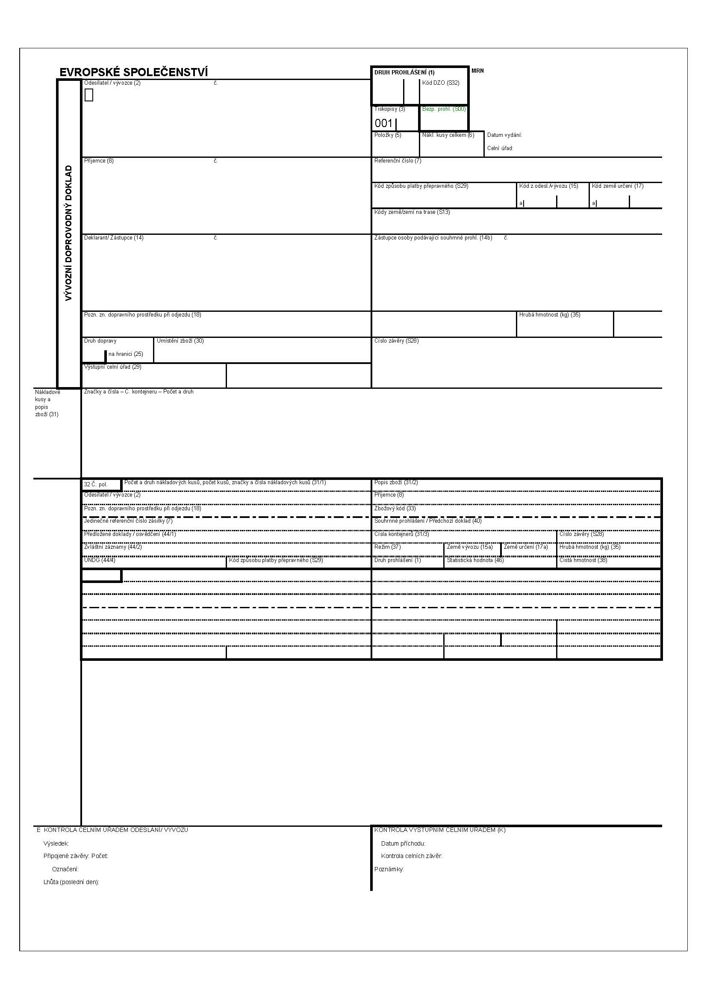 EVROPSKÉ SPOLEČENSTVÍ
DRUH PROHLÁŠENÍ (1)
MRN
Odesílatel / vývozce (2) č.
Kód DZO (S32)
Tiskopisy (3)
Bezp. prohl. (S00)
001
Položky (5)
Nákl. kusy celkem (6)
Datum vydání:
Celní úřad:
VÝVOZNÍ DOPROVODNÝ DOKLAD
Příjemce (8) č.
Referenční číslo (7)
Kód způsobu platby přepravného (S29)
Kód z.odesl./vývozu (15)
Kód země určení (17)
a
a
Kódy země/zemí na trase (S13)
Deklarant/ Zástupce (14) č.
Zástupce osoby podávající souhrnné prohl. (14b) č.
Pozn. zn. dopravního prostředku při odjezdu (18)
Hrubá hmotnost (kg) (35)
Druh dopravy
na hranici (25)
Umístění zboží (30)
Číslo závěry (S28)
Výstupní celní úřad (29)
Nákladové
kusy a
popis
zboží (31)
Značky a čísla – Č. kontejneru – Počet a druh
32 Č. pol.
Počet a druh nákladových kusů, počet kusů, značky a čísla nákladových kusů (31/1)
Popis zboží (31/2)
Odesílatel / vývozce (2)
Příjemce (8)
Pozn. zn. dopravního prostředku při odjezdu (18)
Zbožový kód (33)
Jedinečné referenční číslo zásilky (7)
Souhrnné prohlášení / Předchozí doklad (40)
Předložené doklady / osvědčení (44/1)
Čísla kontejnerů (31/3)
Číslo závěry (S28)
Zvláštní záznamy (44/2)
Režim (37)
Země vývozu (15a)
Země určení (17a)
Hrubá hmotnost (kg) (35)
UNDG (44/4)
Kód způsobu platby přepravného (S29)
Druh prohlášení (1)
Statistická hodnota (46)
Čistá hmotnost (38)
E KONTROLA CELNÍM ÚŘADEM ODESLÁNÍ/ VÝVOZU
Výsledek:
Připojené závěry: Počet:
Označení:
Lhůta (poslední den):
KONTROLA VÝSTUPNÍM CELNÍM ÚŘADEM (K)
Datum příchodu:
Kontrola celních závěr:
Poznámky: